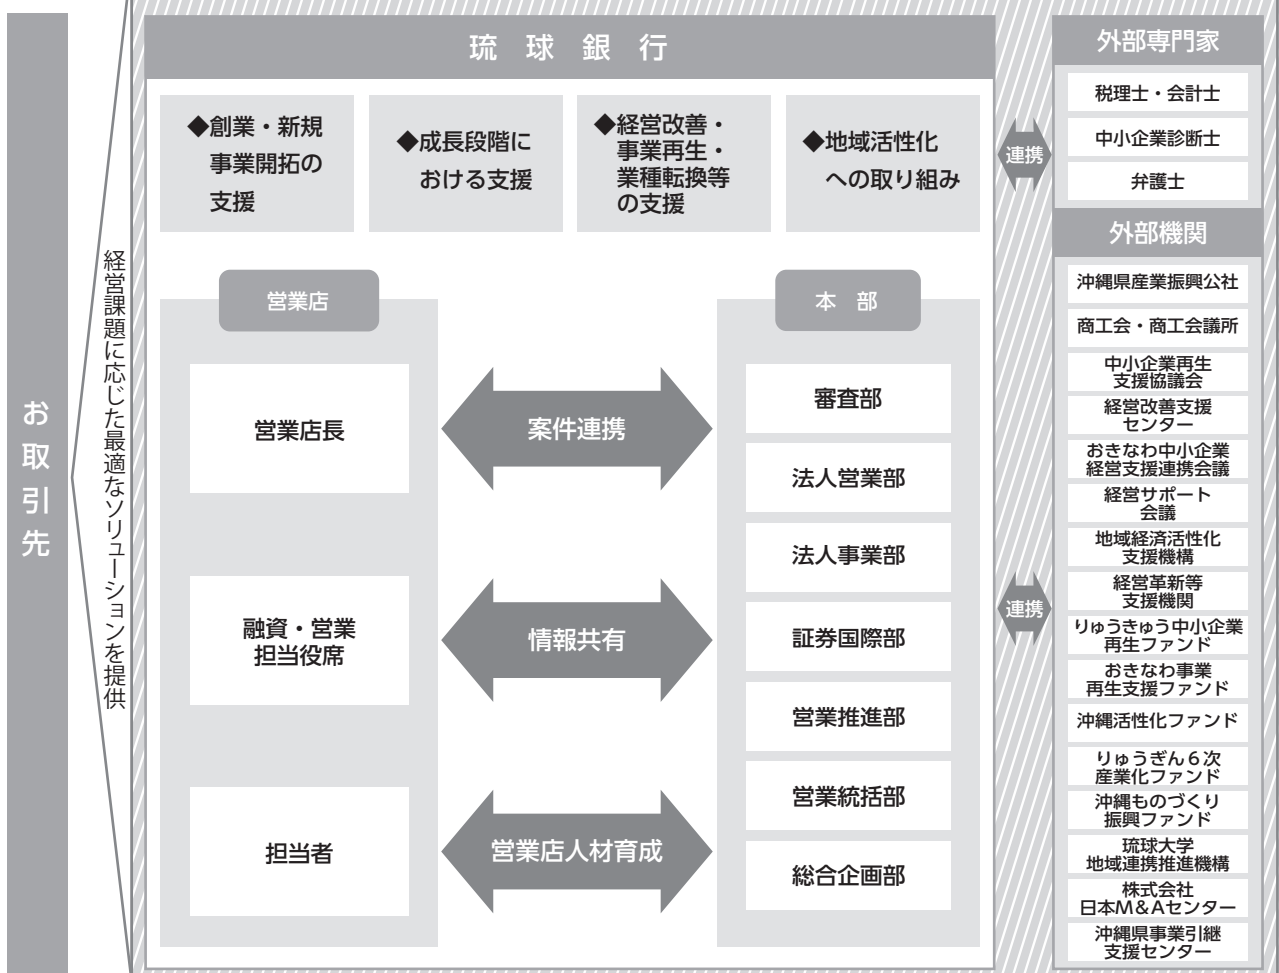 お取引先
経営課題に応じた最適なソリューションを提供
琉球銀行
◆創業・新規
事業開拓の
支援
◆成長段階に
おける支援
◆経営改善・
事業再生・
業種転換等
の支援
◆地域活性化
への取り組み
営業店
営業店長
融資・営業
担当役席
担当者
案件連携
情報共有
営業店人材育成
本部
審査部
法人営業部
法人事業部
証券国際部
営業推進部
営業統括部
総合企画部
連携
連携
外部専門家
税理士・会計士
中小企業診断士
弁護士
外部機関
沖縄県産業振興公社
商工会・商工会議所
中小企業再生
支援協議会
経営改善支援
センター
おきなわ中小企業
経営支援連携会議
経営サポート
会議
地域経済活性化
支援機構
経営革新等
支援機関
りゅうきゅう中小企業
再生ファンド
おきなわ事業
再生支援ファンド
沖縄活性化ファンド
りゅうぎん6次
産業化ファンド
沖縄ものづくり
振興ファンド
琉球大学
地域連携推進機構
株式会社
日本M&Aセンター
沖縄県事業引継
支援センター